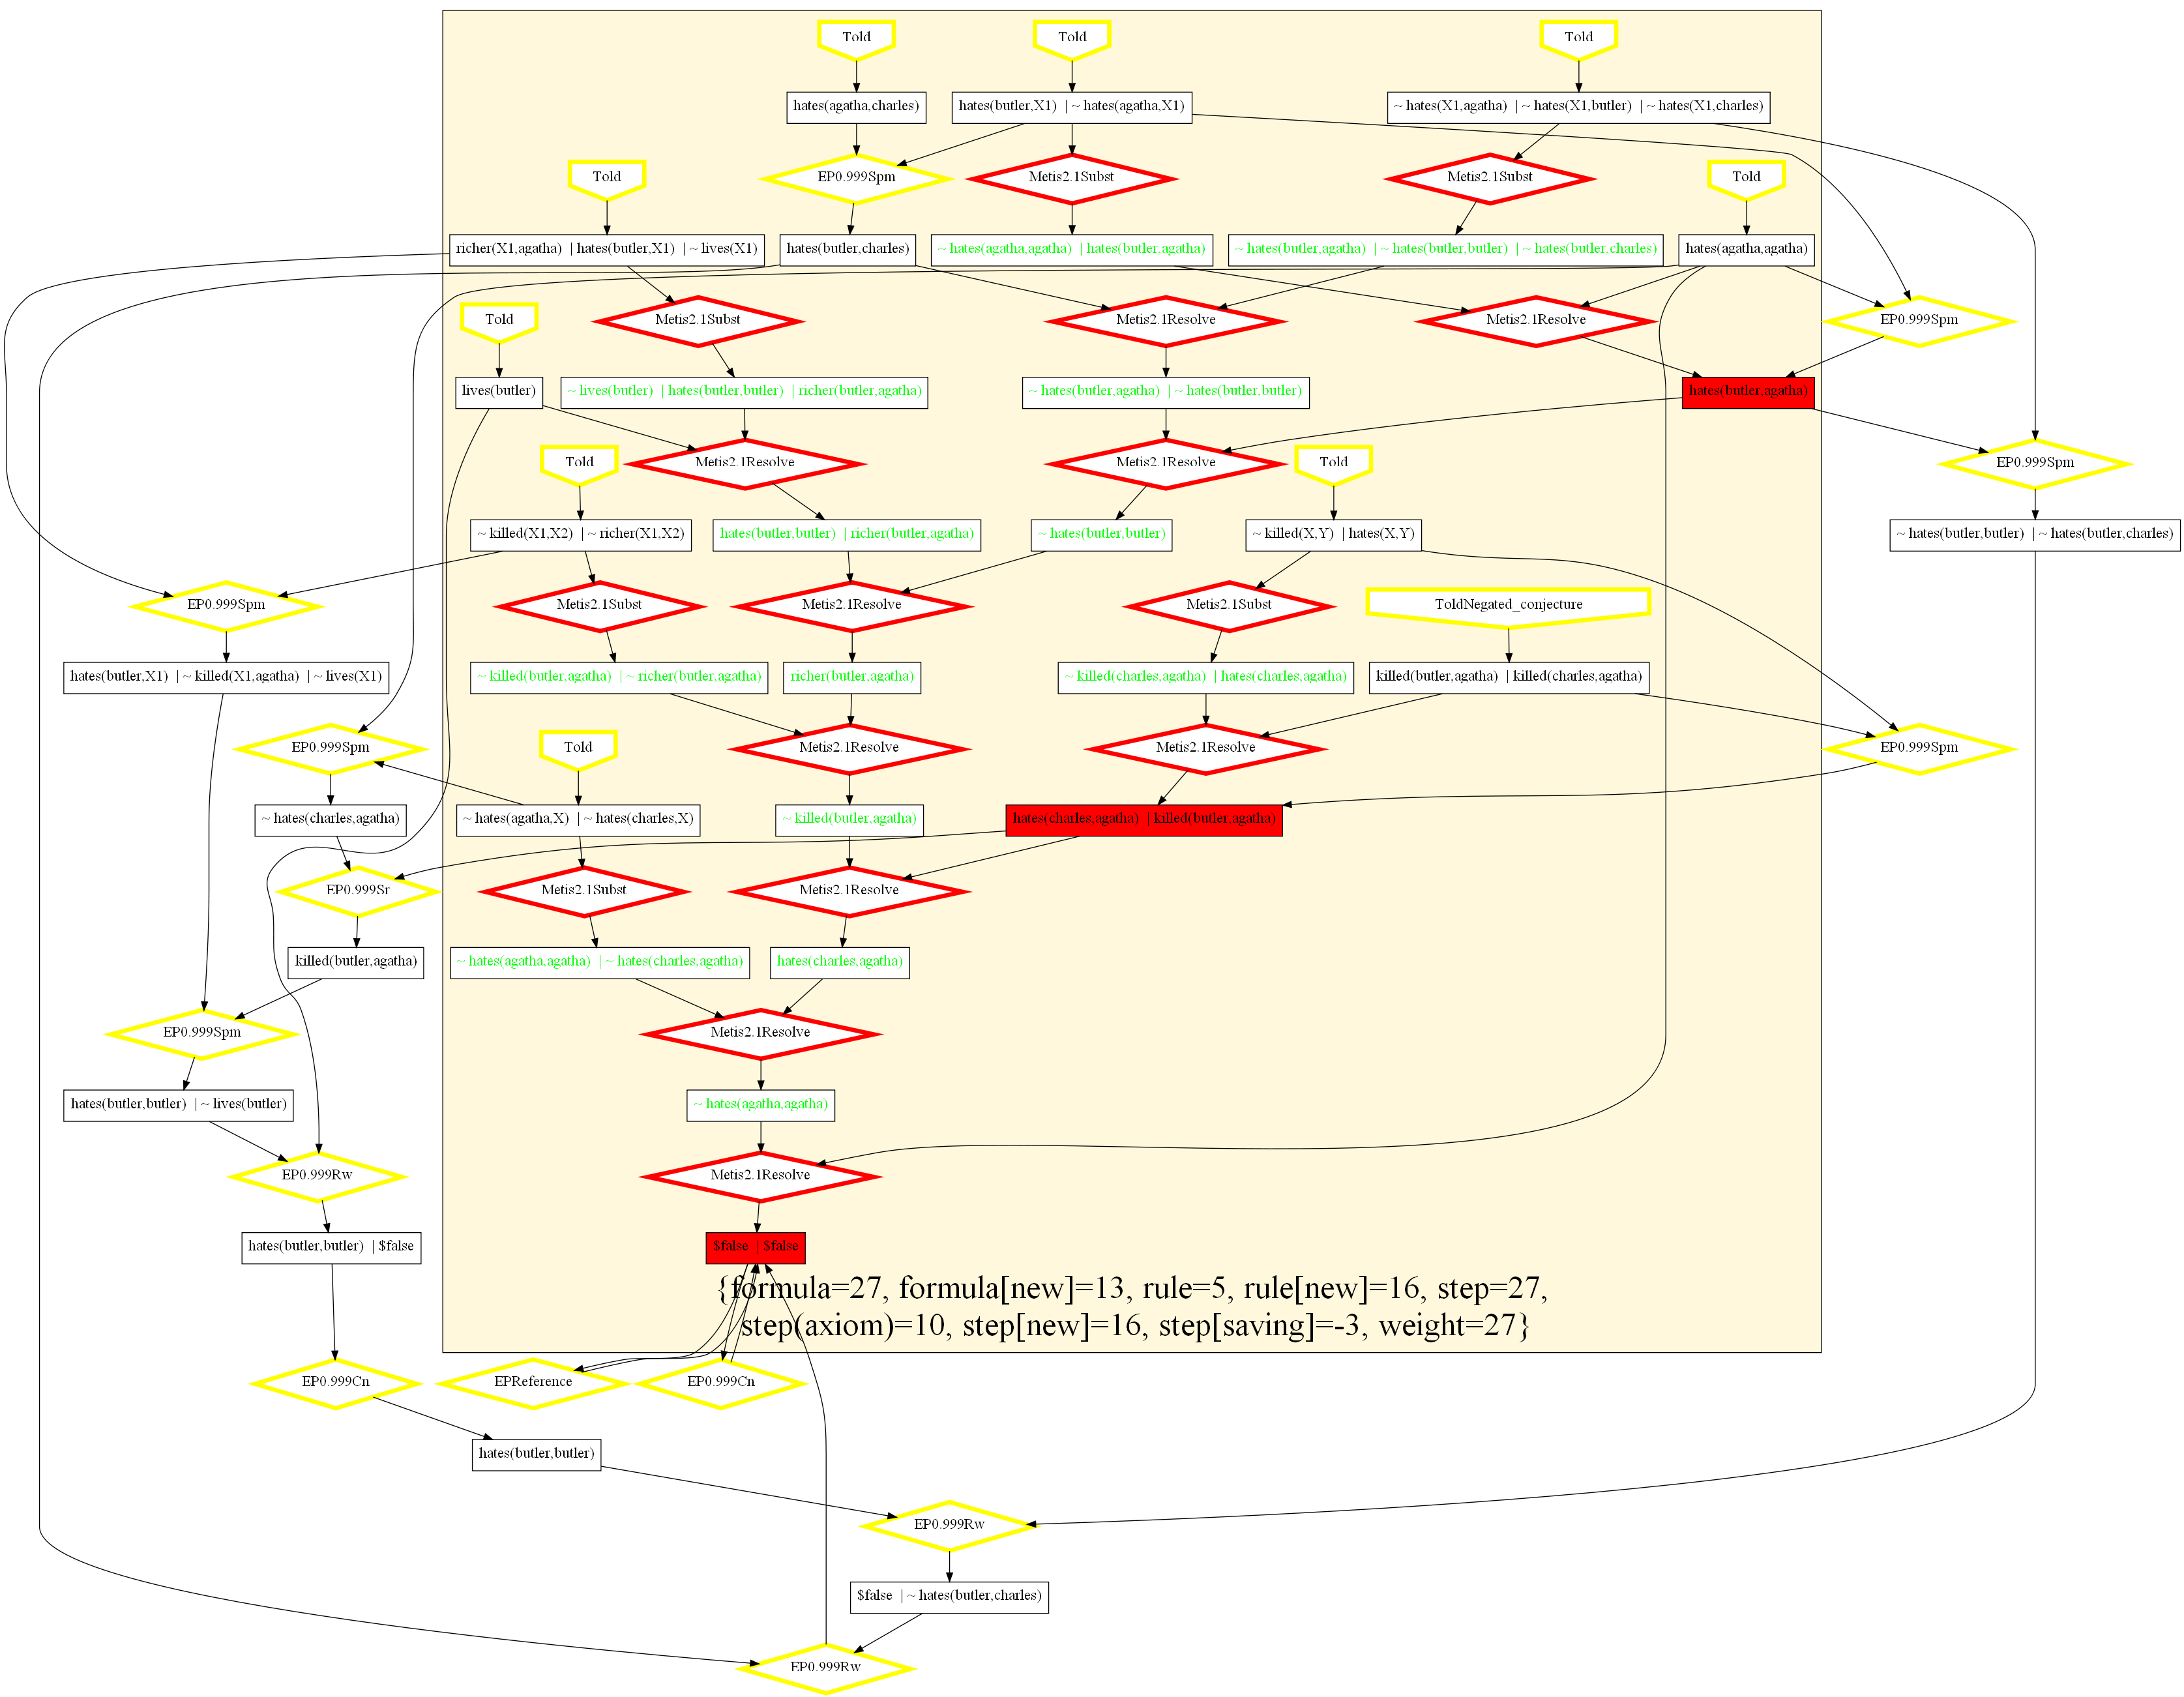 Told
Told
Told
hates(agatha,charles)
hates(butler,X1) | ~ hates(agatha,X1)
~ hates(X1,agatha) | ~ hates(X1,butler) | ~ hates(X1,charles)
Told
EP0.999Spm
Metis2.1Subst
Metis2.1Subst
Told
richer(X1,agatha) | hates(butler,X1) | ~ lives(X1)
hates(butler,charles)
~ hates(agatha,agatha) | hates(butler,agatha)
~ hates(butler,agatha) | ~ hates(butler,butler) | ~ hates(butler,charles)
hates(agatha,agatha)
Told
Metis2.1Subst
Metis2.1Resolve
Metis2.1Resolve
EP0.999Spm
lives(butler)
~ lives(butler) | hates(butler,butler) | richer(butler,agatha)
~ hates(butler,agatha) | ~ hates(butler,butler)
hates(butler,agatha)
Told
Metis2.1Resolve
Metis2.1Resolve
Told
EP0.999Spm
~ killed(X1,X2) | ~ richer(X1,X2)
hates(butler,butler) | richer(butler,agatha)
~ hates(butler,butler)
~ killed(X,Y) | hates(X,Y)
~ hates(butler,butler) | ~ hates(butler,charles)
EP0.999Spm
Metis2.1Subst
Metis2.1Resolve
Metis2.1Subst
ToldNegated_conjecture
hates(butler,X1) | ~ killed(X1,agatha) | ~ lives(X1)
~ killed(butler,agatha) | ~ richer(butler,agatha)
richer(butler,agatha)
~ killed(charles,agatha) | hates(charles,agatha)
killed(butler,agatha) | killed(charles,agatha)
EP0.999Spm
Told
Metis2.1Resolve
Metis2.1Resolve
EP0.999Spm
~ hates(charles,agatha)
~ hates(agatha,X) | ~ hates(charles,X)
~ killed(butler,agatha)
hates(charles,agatha) | killed(butler,agatha)
EP0.999Sr
Metis2.1Subst
Metis2.1Resolve
killed(butler,agatha)
~ hates(agatha,agatha) | ~ hates(charles,agatha)
hates(charles,agatha)
EP0.999Spm
Metis2.1Resolve
hates(butler,butler) | ~ lives(butler)
~ hates(agatha,agatha)
EP0.999Rw
Metis2.1Resolve
hates(butler,butler) | $false
$false | $false
{formula=27, formula[new]=13, rule=5, rule[new]=16, step=27,
step(axiom)=10, step[new]=16, step[saving]=-3, weight=27}
EP0.999Cn
EPReference
EP0.999Cn
hates(butler,butler)
EP0.999Rw
$false | ~ hates(butler,charles)
EP0.999Rw